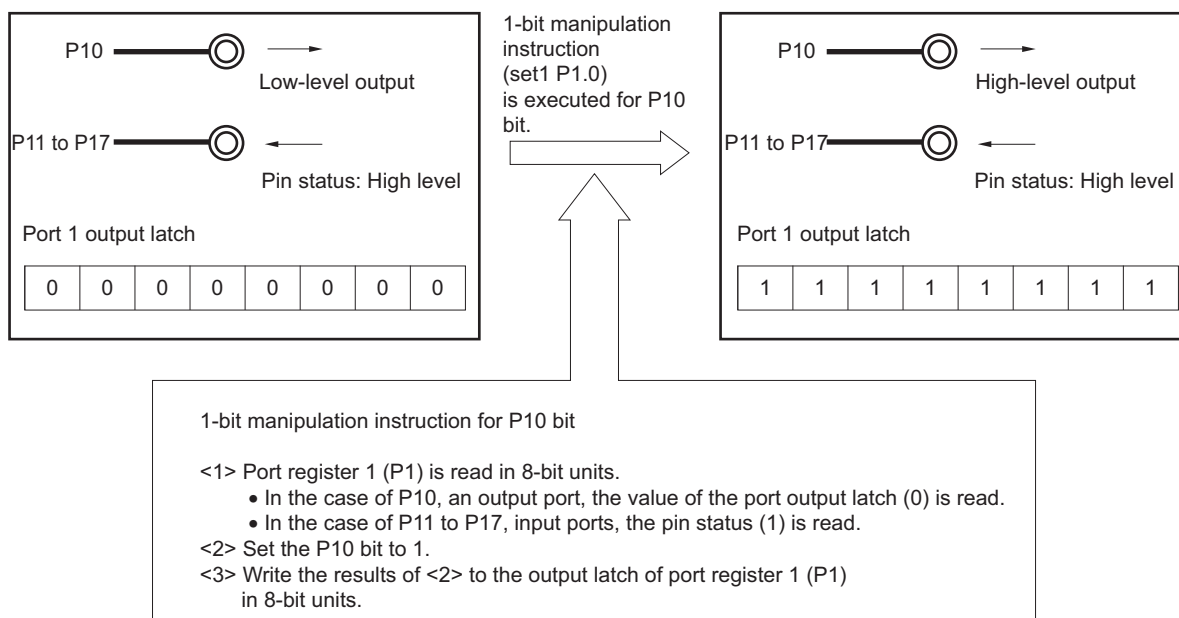 P10
Low-level output
P11 to P17
Pin status: High level
Port 1 output latch
0 0 0 0 0 0 0 0
1-bit manipulation
instruction
(set1 P1.0)
is executed for P10
bit.
P10
High-level output
P11 to P17
Pin status: High level
Port 1 output latch
1 1 1 1 1 1 1 1
1-bit manipulation instruction for P10 bit
<1> Port register 1 (P1) is read in 8-bit units.
• In the case of P10, an output port, the value of the port output latch (0) is read.
• In the case of P11 to P17, input ports, the pin status (1) is read.
<2> Set the P10 bit to 1.
<3> Write the results of <2> to the output latch of port register 1 (P1)
in 8-bit units.